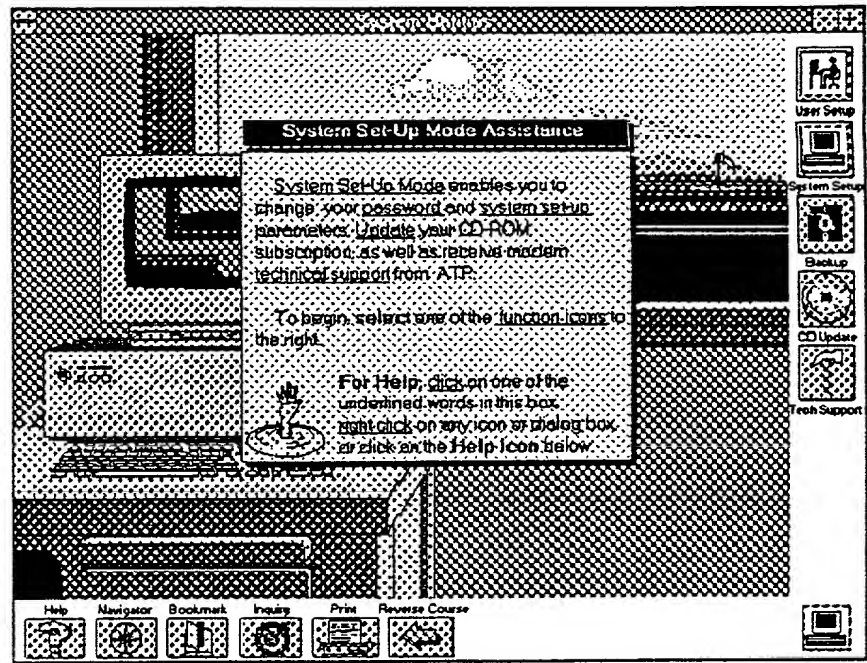 System Utilities
User Setup
System Setup
Backup
CD Update
Tech Support
System Set-Up Mode Assistance
System Set-Up Mode enables you to
change your password and system set-up
parameters. Update your CD-ROM
subscription, as well as receive modem
technical support from ATP.
To begin, select one of the function icons to
the right.
For Help, click on one of the
underlined words in this box,
right-click on any icon or dialog box,
or click on the Help Icon below
Help Navigator Bookmark Inquire Print Reverse Course